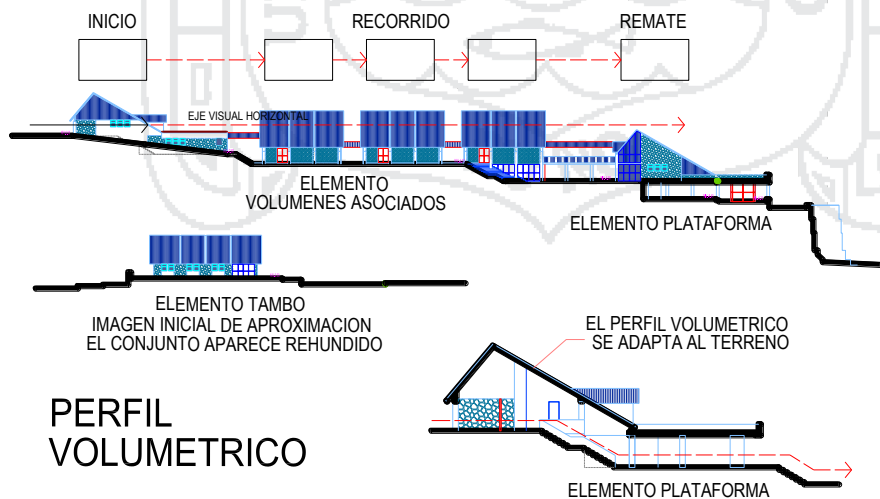 INICIO
RECORRIDO
REMATE
EJE VISUAL HORIZONTAL
ELEMENTO
VOLUMENES ASOCIADOS
ELEMENTO PLATAFORMA
ELEMENTO TAMBO
IMAGEN INICIAL DE APROXIMACION
EL CONJUNTO APARECE REHUNDIDO
EL PERFIL VOLUMETRICO
SE ADAPTA AL TERRENO
PERFIL
VOLUMETRICO
ELEMENTO PLATAFORMA